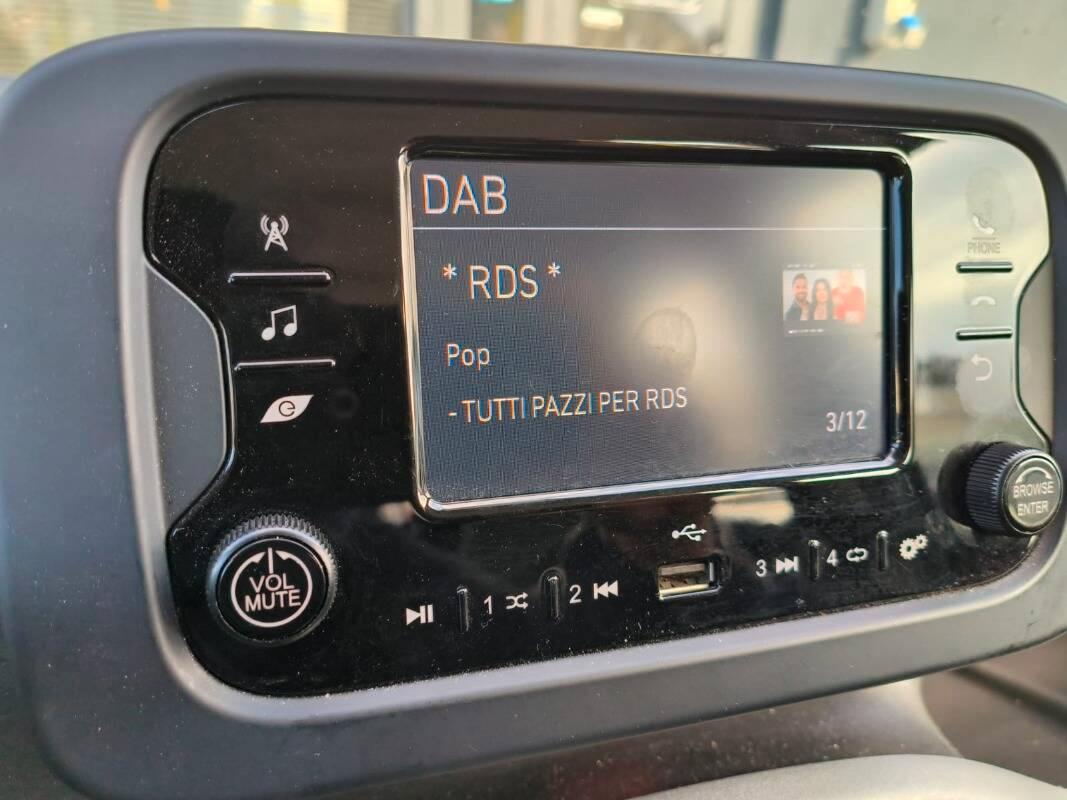 DAB
* RDS *
Pop
- TUTTI PAZZI PER RDS
3/12
PHONE
BROWSE
ENTER
VOL
MUTE
1
2
3
4